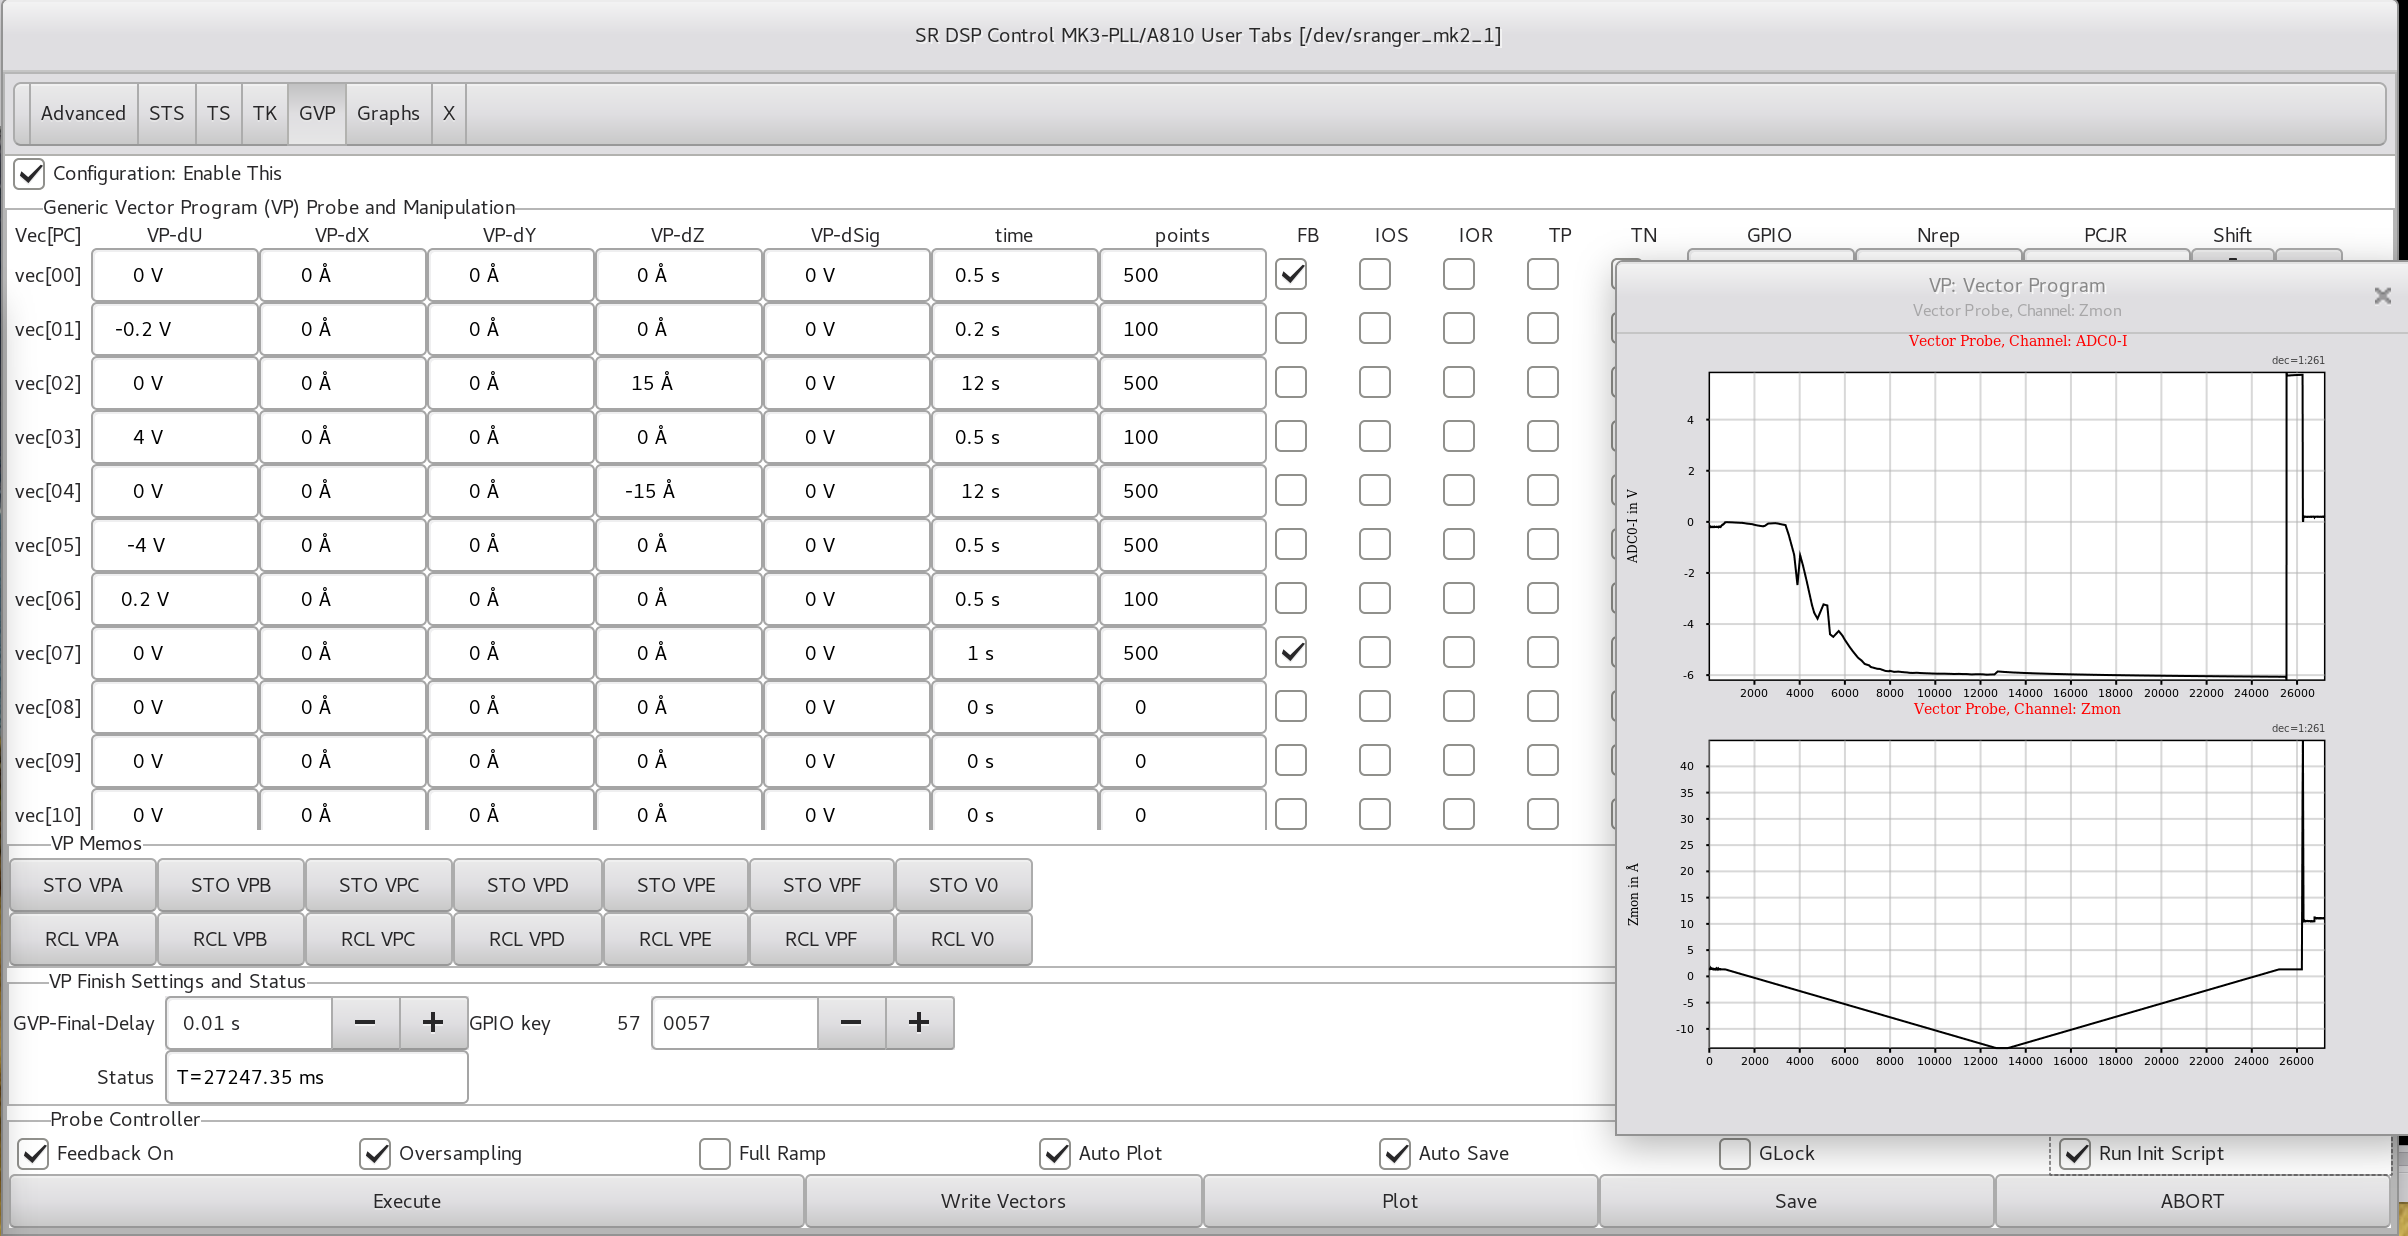 SR DSP Control MK3-PLL/A810 User Tabs [/dev/sranger_mk2_1]
Advanced STS TS TK GVP Graphs X
Configuration: Enable This
Generic Vector Program (VP) Probe and Manipulation
Vec[PC] VP-dU VP-dX VP-dY VP-dZ VP-dSig time points FB IOS IOR TP TN GPIO Nrep PCJR Shift
vec[00] 0 V 0 Å 0 Å 0 Å 0 V 0.5 s 500
vec[01] -0.2 V 0 Å 0 Å 0 Å 0 V 0.2 s 100
vec[02] 0 V 0 Å 0 Å 15 Å 0 V 12 s 500
vec[03] 4 V 0 Å 0 Å 0 Å 0 V 0.5 s 100
vec[04] 0 V 0 Å 0 Å -15 Å 0 V 12 s 500
vec[05] -4 V 0 Å 0 Å 0 Å 0 V 0.5 s 500
vec[06] 0.2 V 0 Å 0 Å 0 Å 0 V 0.5 s 100
vec[07] 0 V 0 Å 0 Å 0 Å 0 V 1 s 500
vec[08] 0 V 0 Å 0 Å 0 Å 0 V 0 s 0
vec[09] 0 V 0 Å 0 Å 0 Å 0 V 0 s 0
vec[10] 0 V 0 Å 0 Å 0 Å 0 V 0 s 0
VP Memos
STO VPA STO VPB STO VPC STO VPD STO VPE STO VPF STO V0
RCL VPA RCL VPB RCL VPC RCL VPD RCL VPE RCL VPF RCL V0
VP Finish Settings and Status
GVP-Final-Delay 0.01 s − + GPIO key 57 0057 − +
Status T=27247.35 ms
Probe Controller
Feedback On Oversampling Full Ramp Auto Plot Auto Save GLock Run Init Script
Execute Write Vectors Plot Save ABORT
VP: Vector Program
Vector Probe, Channel: Zmon
Vector Probe, Channel: ADC0-I
dec=1:261
ADC0-I in V
4
2
0
-2
-4
-6
2000 4000 6000 8000 10000 12000 14000 16000 18000 20000 22000 24000 26000
Vector Probe, Channel: Zmon
dec=1:261
Zmon in Å
40
35
30
25
20
15
10
5
0
-5
-10
0 2000 4000 6000 8000 10000 12000 14000 16000 18000 20000 22000 24000 26000